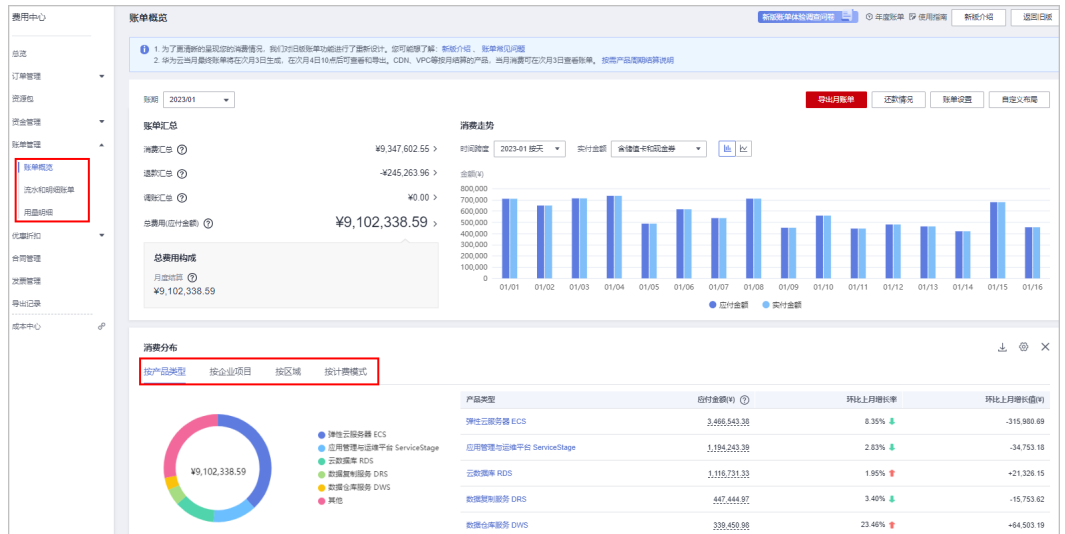 费用中心
账单概览
新版账单体验调查问答
年度账单
使用指南
新版介绍
返回旧版
总览
订单管理
资源包
资金管理
账单管理
账单概览
流水和明细账单
用量明细
优惠折扣
合同管理
发票管理
导出记录
成本中心
1. 为了更清晰的呈现您的消费情况，我们对旧版账单功能进行了重新设计。您可能想了解：新版介绍 、 账单常见问题
2. 华为云当月最终账单将在次月3日生成，在次月4日10点后可查看和导出。CDN、VPC等按月结算的产品，当月消费可在次月3日查看账单。 按需产品周期结算说明
账期 2023/01
导出月账单
还款情况
账单设置
自定义布局
账单汇总
消费汇总 ¥9,347,602.55 >
退款汇总 -¥245,263.96 >
调账汇总 ¥0.00 >
总费用(应付金额) ¥9,102,338.59 >
总费用构成
月度结算
¥9,102,338.59
消费走势
时间跨度 2023-01 按天
实付金额 含储值卡和现金券
金额(¥)
800,000
700,000
600,000
500,000
400,000
300,000
200,000
100,000
0
01/01 01/02 01/03 01/04 01/05 01/06 01/07 01/08 01/09 01/10 01/11 01/12 01/13 01/14 01/15 01/16
应付金额 实付金额
消费分布
按产品类型 按企业项目 按区域 按计费模式
¥9,102,338.59
弹性云服务器 ECS
应用管理与运维平台 ServiceStage
云数据库 RDS
数据复制服务 DRS
数据仓库服务 DWS
其他
产品类型 应付金额(¥) 环比上月增长率 环比上月增长值(¥)
弹性云服务器 ECS 3,466,543.38 8.35% -315,980.69
应用管理与运维平台 ServiceStage 1,194,243.39 2.83% -34,753.18
云数据库 RDS 1,116,731.33 1.95% +21,326.15
数据复制服务 DRS 447,444.97 3.40% -15,753.62
数据仓库服务 DWS 339,450.98 23.46% +64,503.19